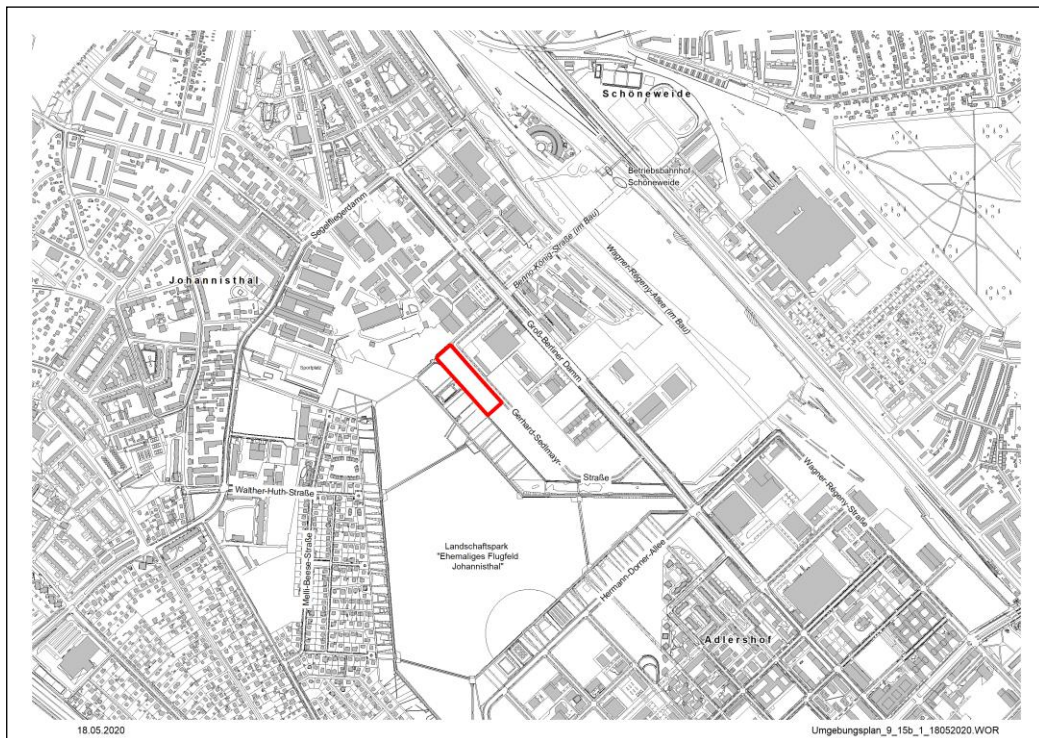 Schöneweide
Betriebsbahnhof
Schöneweide
Segelfliegerdamm
Benno-König-Straße (im Bau)
Wagner-Régeny-Allee (im Bau)
Johannisthal
Groß-Berliner Damm
Sportplatz
Gerhard-Sedlmayr-
Straße
Walther-Huth-Straße
Wagner-Régeny-Straße
Melli-Beese-Straße
Landschaftspark
"Ehemaliges Flugfeld
Johannisthal"
Hermann-Dorner-Allee
Adlershof
18.05.2020
Umgebungsplan_9_15b_1_18052020.WOR